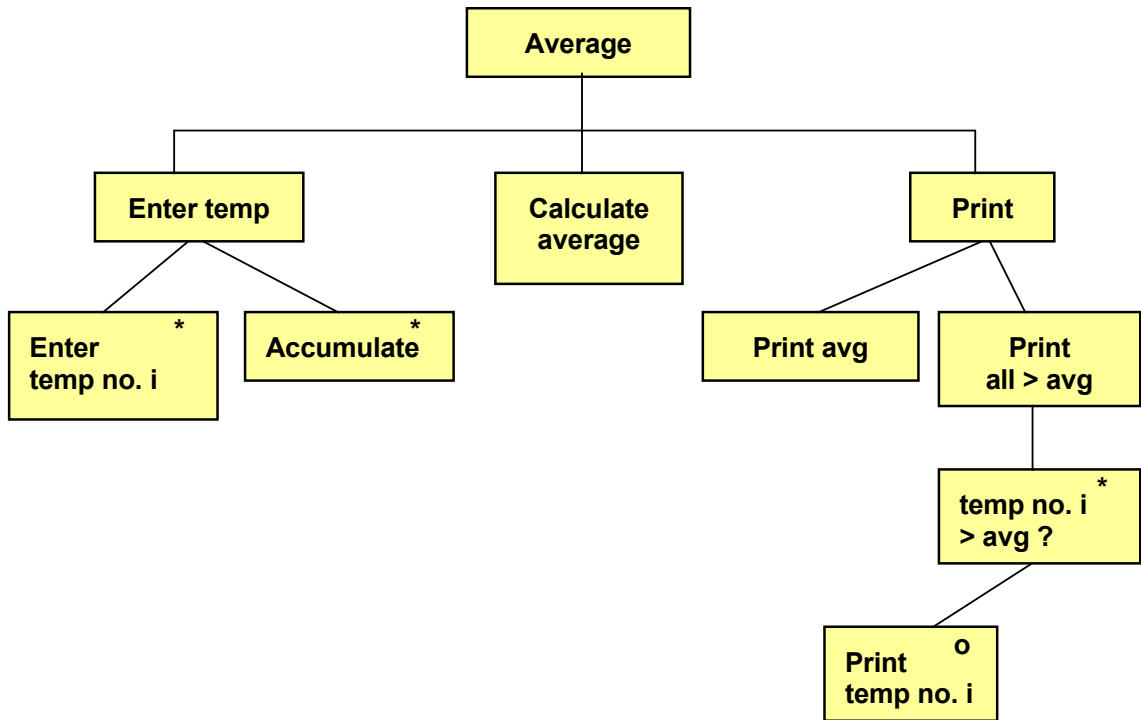 Average
Enter temp
Calculate
average
Print
*
Enter
temp no. i
*
Accumulate
Print avg
Print
all > avg
*
temp no. i
> avg ?
o
Print
temp no. i